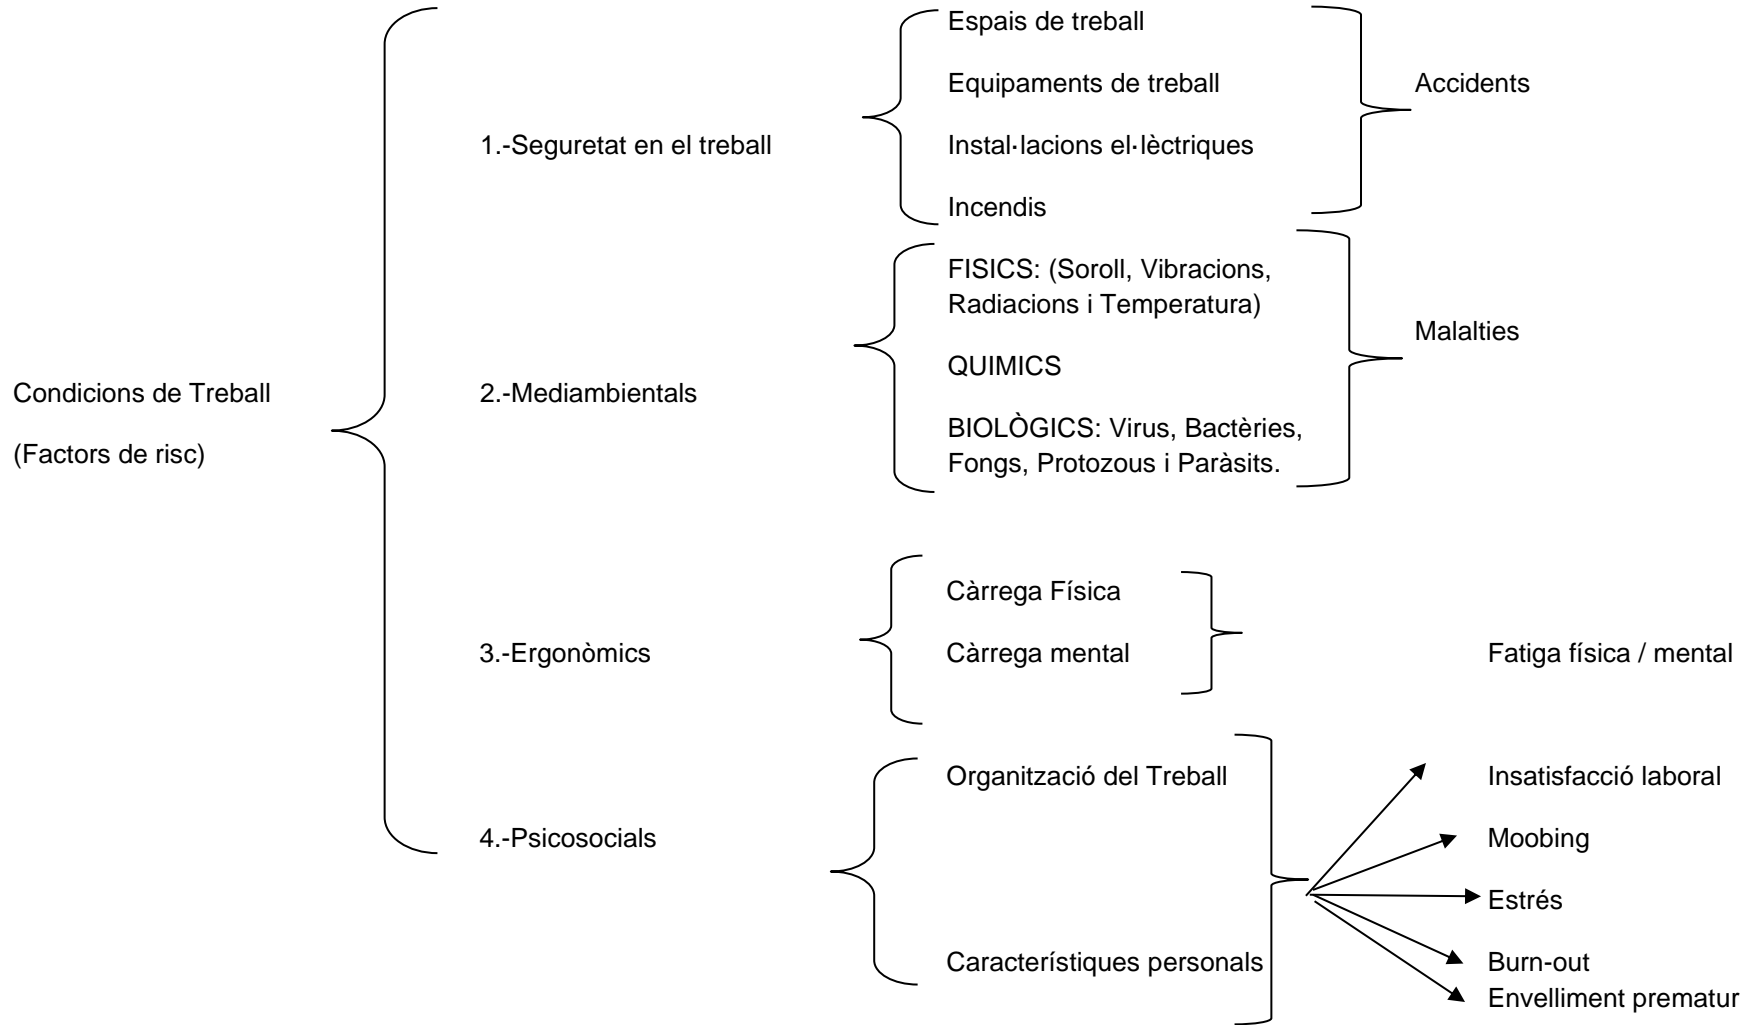 Condicions de Treball
(Factors de risc)
1.-Seguretat en el treball
Espais de treball
Equipaments de treball
Instal·lacions el·lèctriques
Incendis
Accidents
2.-Mediambientals
FISICS: (Soroll, Vibracions,
Radiacions i Temperatura)
QUIMICS
BIOLÒGICS: Virus, Bactèries,
Fongs, Protozous i Paràsits.
Malalties
3.-Ergonòmics
Càrrega Física
Càrrega mental
Fatiga física / mental
4.-Psicosocials
Organització del Treball
Característiques personals
Insatisfacció laboral
Moobing
Estrés
Burn-out
Envelliment prematur